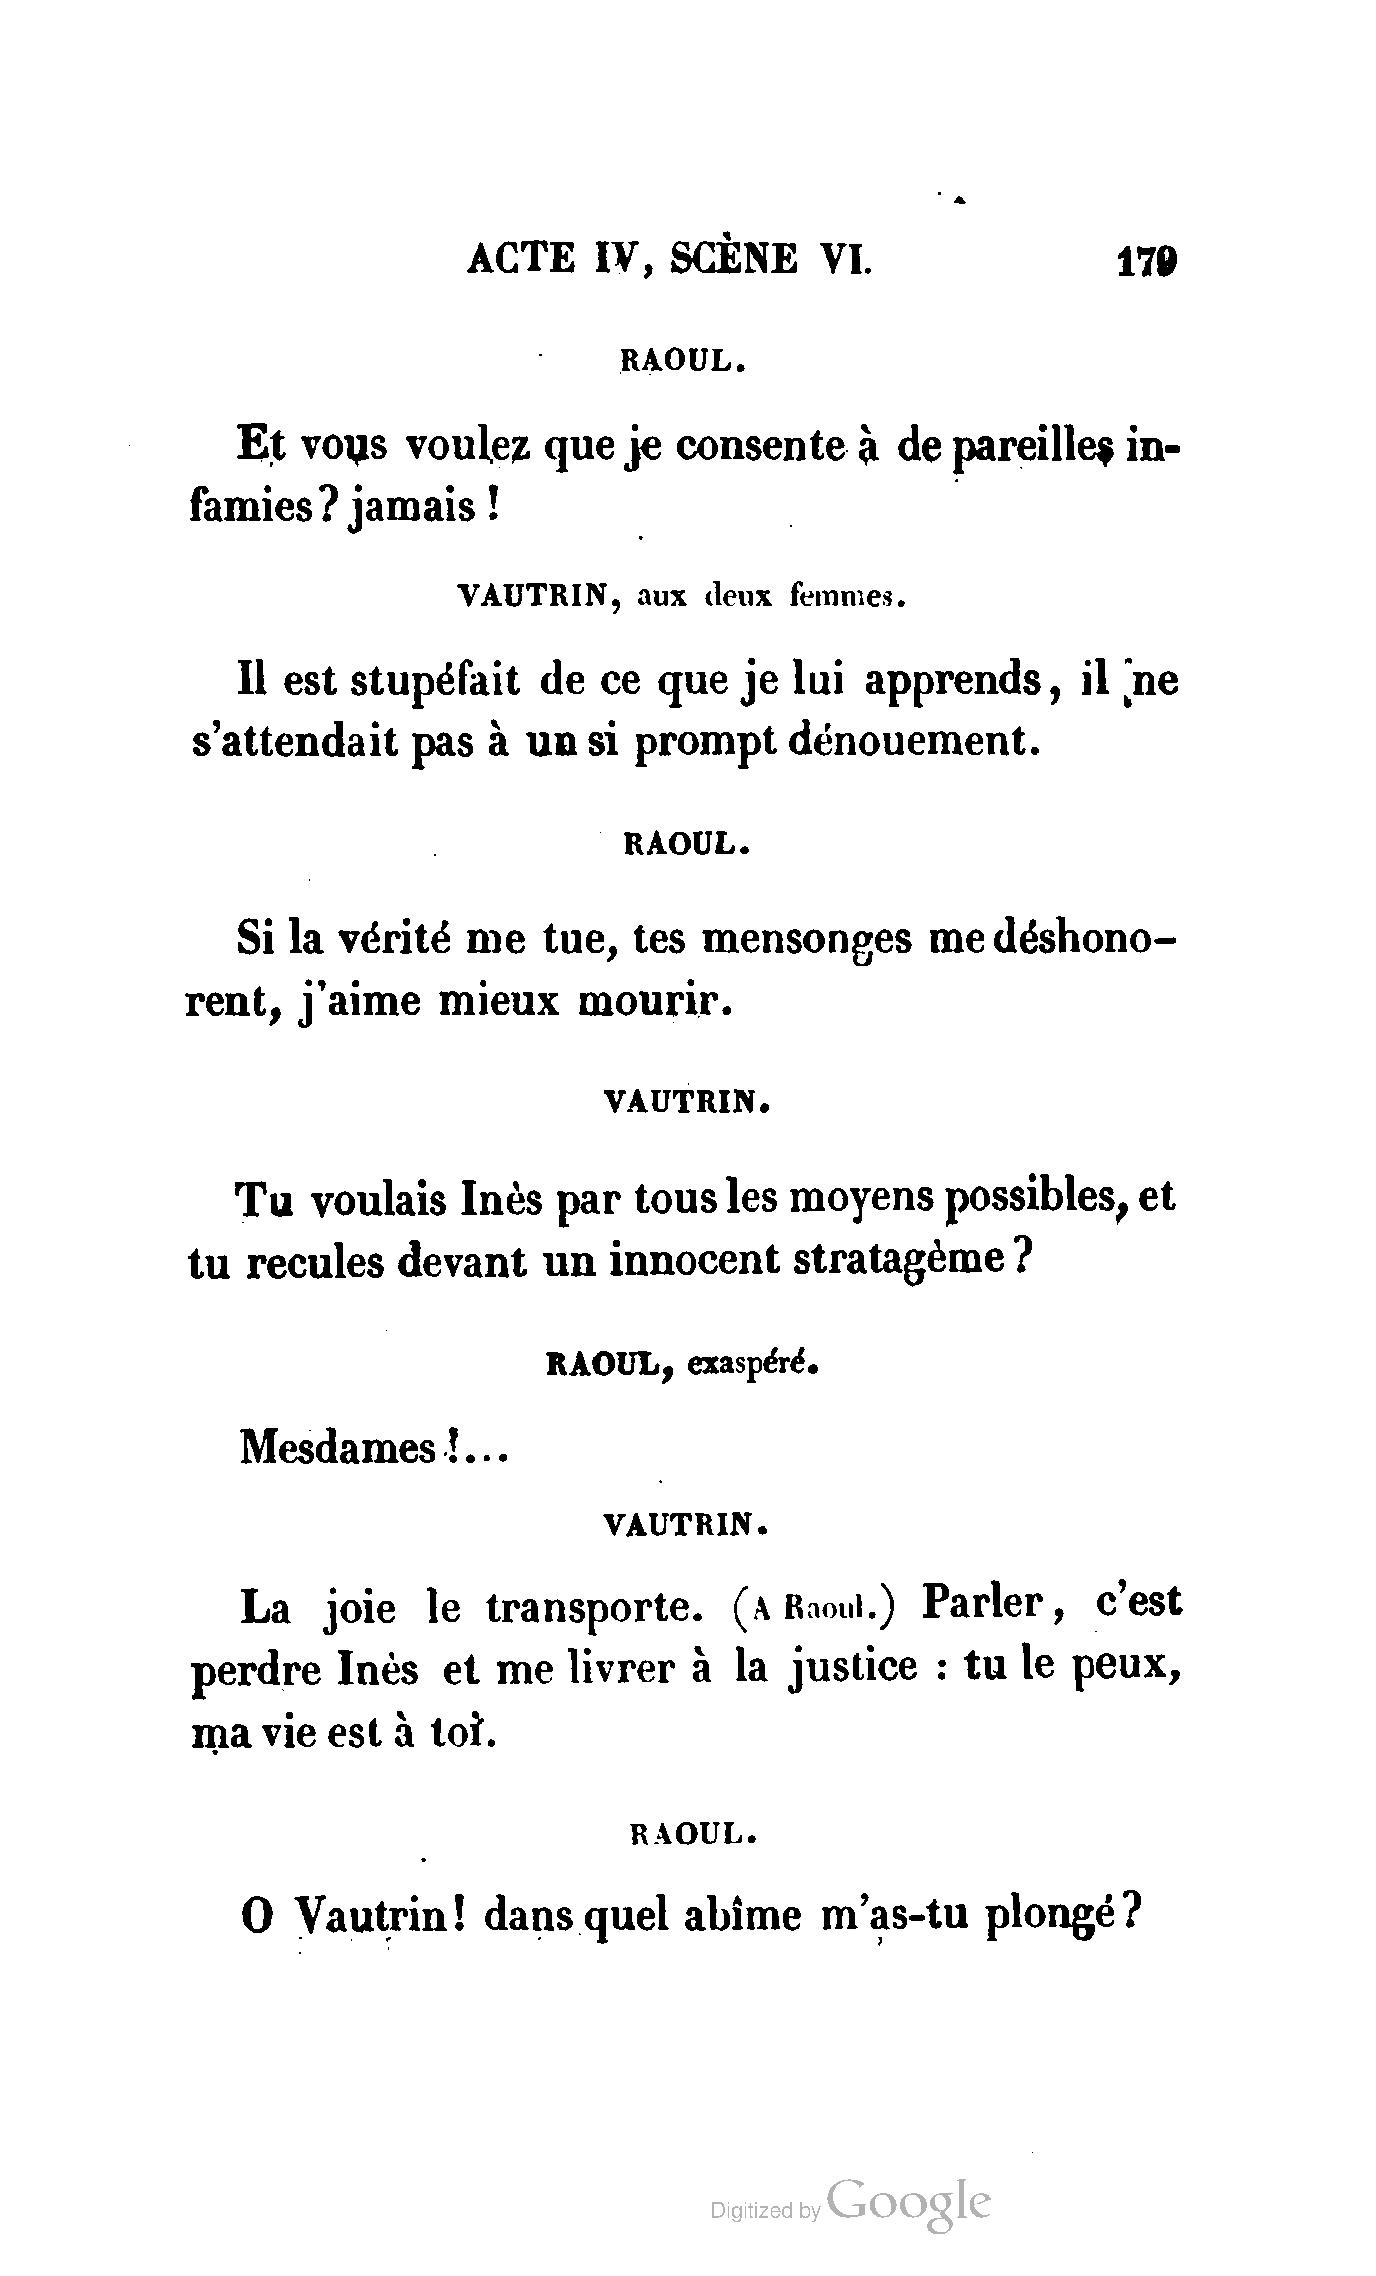 ACTE IV, SCÈNE VI. 179
RAOUL.
Et vous voulez que je consente à de pareilles in-
famies? jamais !
VAUTRIN, aux deux femmes.
Il est stupéfait de ce que je lui apprends, il ne
s'attendait pas à un si prompt dénouement.
RAOUL.
Si la vérité me tue, tes mensonges me déshono-
rent, j'aime mieux mourir.
VAUTRIN.
Tu voulais Inès par tous les moyens possibles, et
tu recules devant un innocent stratagème ?
RAOUL, exaspéré.
Mesdames !...
VAUTRIN.
La joie le transporte. (A Raoul.) Parler, c'est
perdre Inès et me livrer à la justice : tu le peux,
ma vie est à toi.
RAOUL.
O Vautrin! dans quel abîme m'as-tu plongé?
Digitized by Google